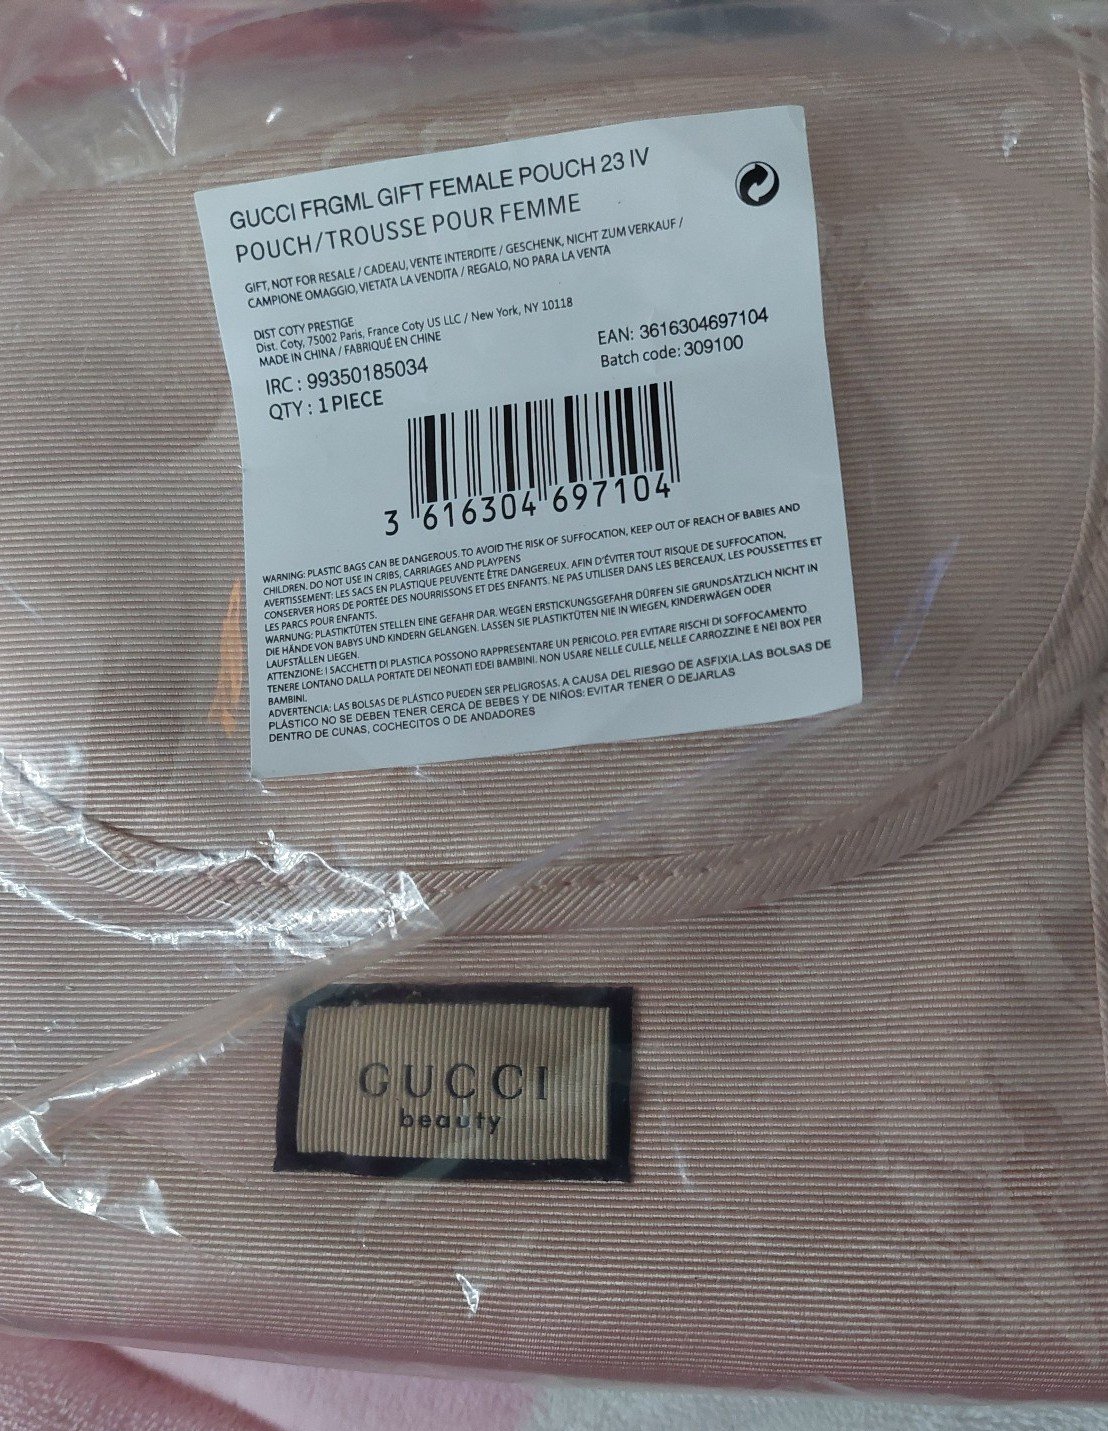 GUCCI FRGML GIFT FEMALE POUCH 23 IV
POUCH/TROUSSE POUR FEMME
GIFT, NOT FOR RESALE / CADEAU, VENTE INTERDITE / GESCHENK, NICHT ZUM VERKAUF /
CAMPIONE OMAGGIO, VIETATA LA VENDITA / REGALO, NO PARA LA VENTA
DIST COTY PRESTIGE
Dist. Coty, 75002 Paris, France Coty US LLC / New York, NY 10118
MADE IN CHINA / FABRIQUÉ EN CHINE
IRC : 99350185034
QTY : 1 PIECE
EAN: 3616304697104
Batch code: 309100
3 616304 697104
WARNING: PLASTIC BAGS CAN BE DANGEROUS. TO AVOID THE RISK OF SUFFOCATION, KEEP OUT OF REACH OF BABIES AND
CHILDREN. DO NOT USE IN CRIBS, CARRIAGES AND PLAYPENS
AVERTISSEMENT: LES SACS EN PLASTIQUE PEUVENTE ÊTRE DANGEREUX. AFIN D'ÉVITER TOUT RISQUE DE SUFFOCATION,
CONSERVER HORS DE PORTÉE DES NOURRISSONS ET DES ENFANTS. NE PAS UTILISER DANS LES BERCEAUX, LES POUSSETTES ET
LES PARCS POUR ENFANTS.
WARNUNG: PLASTIKTÜTEN STELLEN EINE GEFAHR DAR. WEGEN ERSTICKUNGSGEFAHR DÜRFEN SIE GRUNDSÄTZLICH NICHT IN
DIE HÄNDE VON BABYS UND KINDERN GELANGEN. LASSEN SIE PLASTIKTÜTEN NIE IN WIEGEN, KINDERWÄGEN ODER
LAUFSTÄLLEN LIEGEN.
ATTENZIONE: I SACCHETTI DI PLASTICA POSSONO RAPPRESENTARE UN PERICOLO. PER EVITARE RISCHI DI SOFFOCAMENTO
TENERE LONTANO DALLA PORTATE DEI NEONATI EDEI BAMBINI. NON USARE NELLE CULLE, NELLE CARROZZINE E NEI BOX PER
BAMBINI.
ADVERTENCIA: LAS BOLSAS DE PLÁSTICO PUEDEN SER PELIGROSAS. A CAUSA DEL RIESGO DE ASFIXIA.LAS BOLSAS DE
PLÁSTICO NO SE DEBEN TENER CERCA DE BEBES Y DE NIÑOS: EVITAR TENER O DEJARLAS
DENTRO DE CUNAS, COCHECITOS O DE ANDADORES
GUCCI
beauty